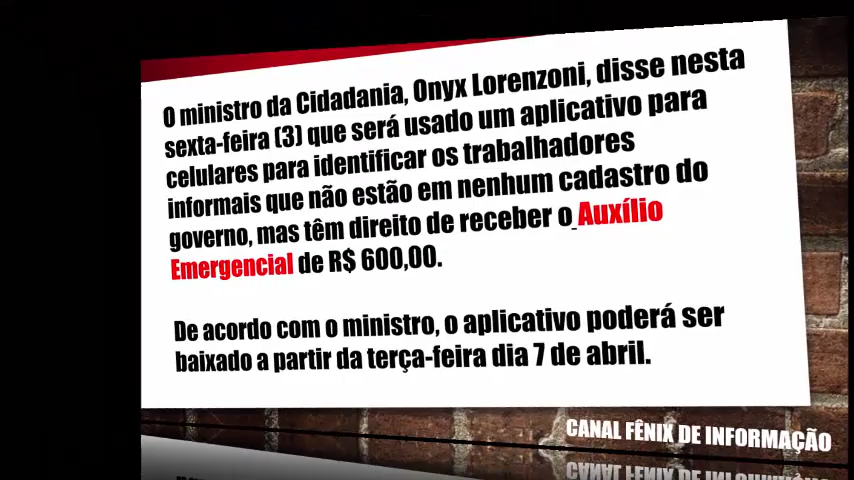 O ministro da Cidadania, Onyx Lorenzoni, disse nesta
sexta-feira (3) que será usado um aplicativo para
celulares para identificar os trabalhadores
informais que não estão em nenhum cadastro do
governo, mas têm direito de receber o Auxílio
Emergencial de R$ 600,00.
De acordo com o ministro, o aplicativo poderá ser
baixado a partir da terça-feira dia 7 de abril.
CANAL FÊNIX DE INFORMAÇÃO